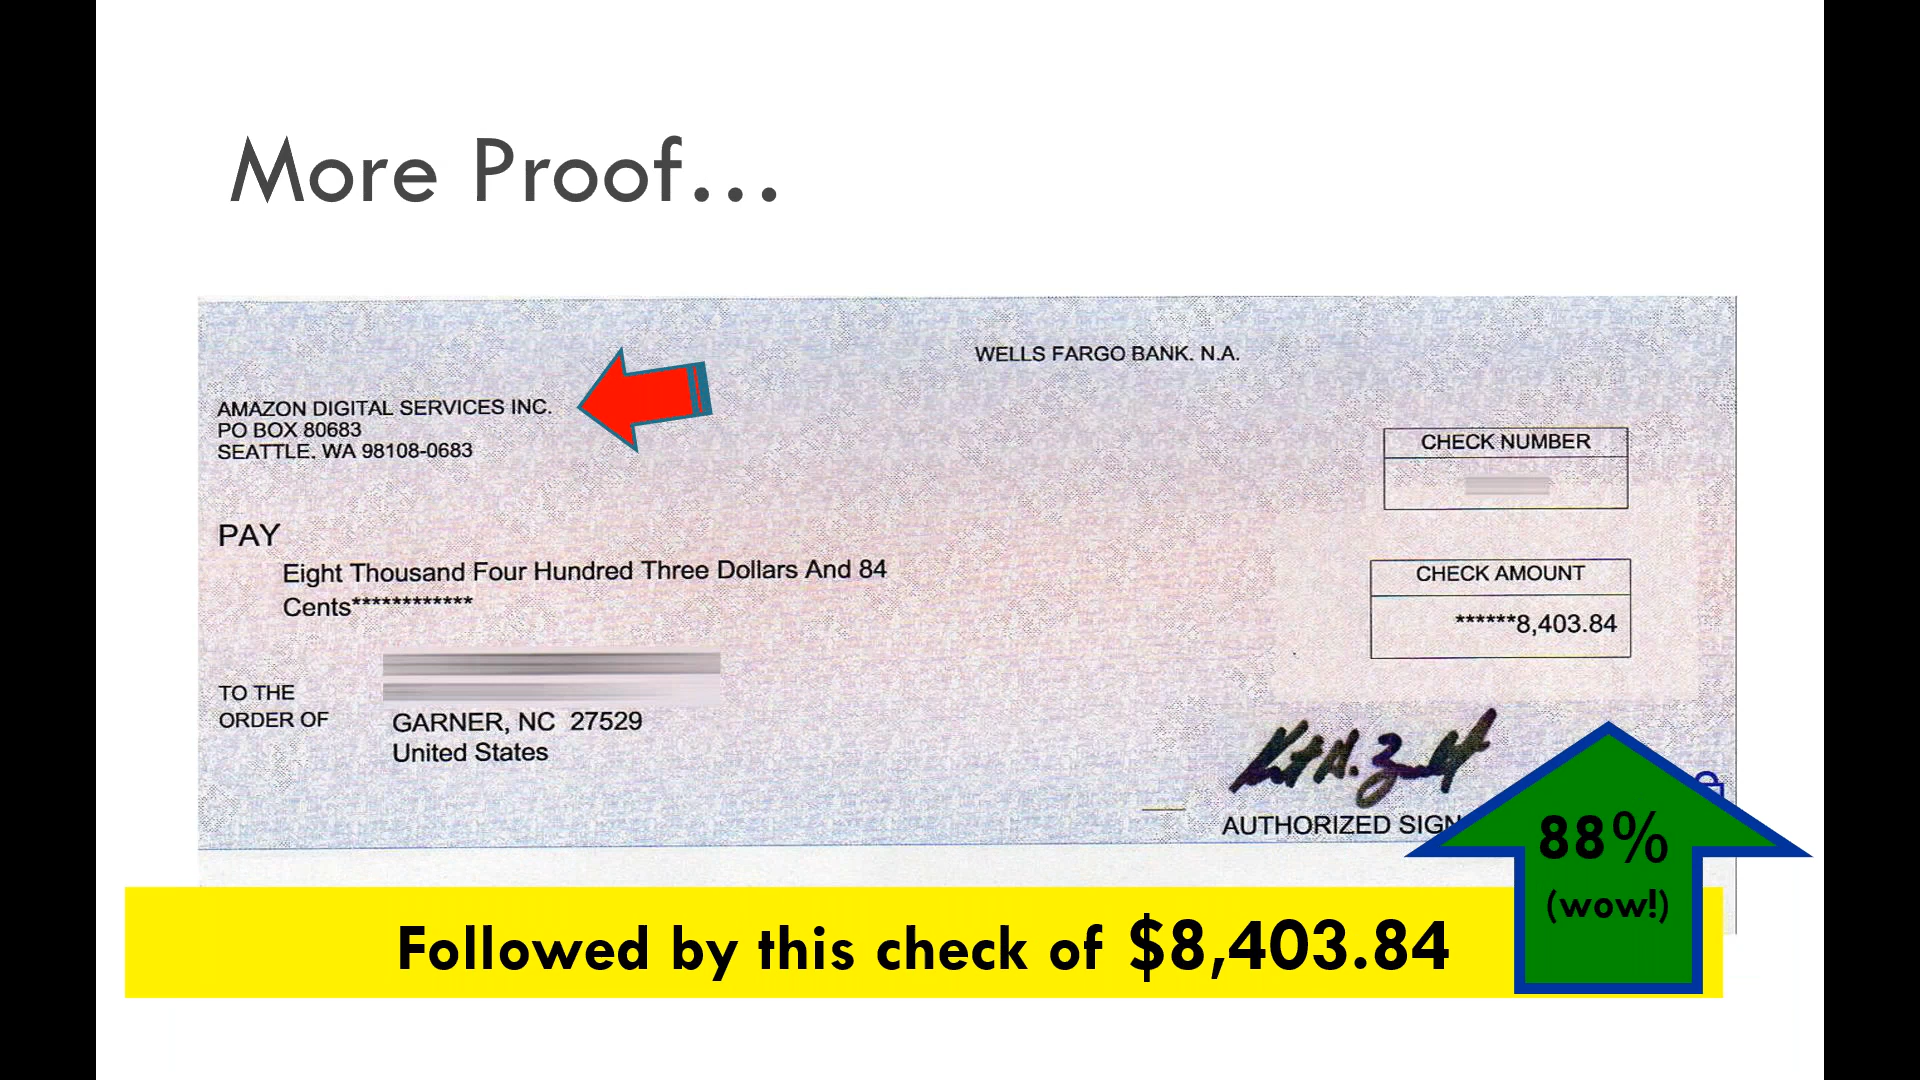 More Proof...
WELLS FARGO BANK. N.A.
AMAZON DIGITAL SERVICES INC.
PO BOX 80683
SEATTLE. WA 98108-0683
CHECK NUMBER
PAY
Eight Thousand Four Hundred Three Dollars And 84
Cents************
CHECK AMOUNT
******8,403.84
TO THE
ORDER OF
GARNER, NC 27529
United States
AUTHORIZED SIGN
88%
(wow!)
Followed by this check of $8,403.84